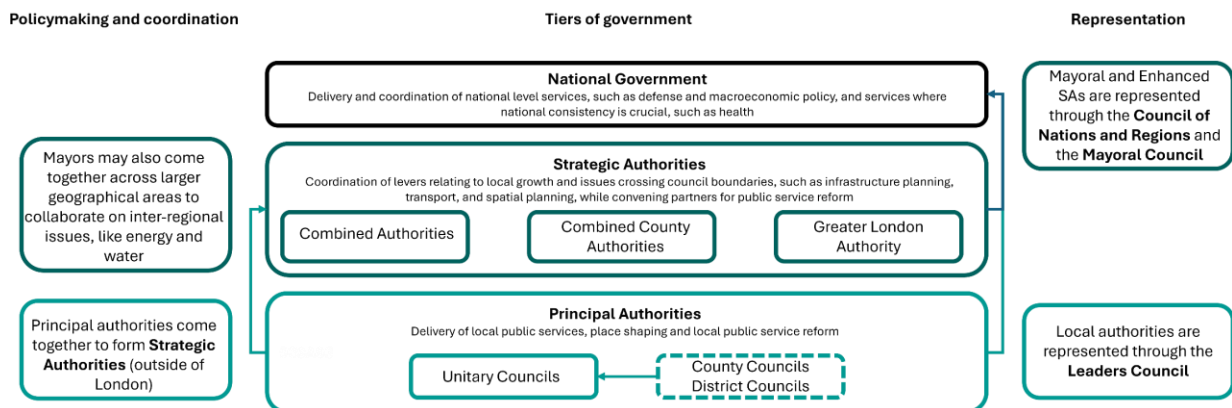 Policymaking and coordination
Tiers of government
Representation
National Government
Delivery and coordination of national level services, such as defense and macroeconomic policy, and services where
national consistency is crucial, such as health
Mayoral and Enhanced
SAs are represented
through the Council of
Nations and Regions and
the Mayoral Council
Mayors may also come
together across larger
geographical areas to
collaborate on inter-regional
issues, like energy and
water
Strategic Authorities
Coordination of levers relating to local growth and issues crossing council boundaries, such as infrastructure planning,
transport, and spatial planning, while convening partners for public service reform
Combined Authorities
Combined County
Authorities
Greater London
Authority
Principal authorities come
together to form Strategic
Authorities (outside of
London)
Principal Authorities
Delivery of local public services, place shaping and local public service reform
Unitary Councils
County Councils
District Councils
Local authorities are
represented through the
Leaders Council